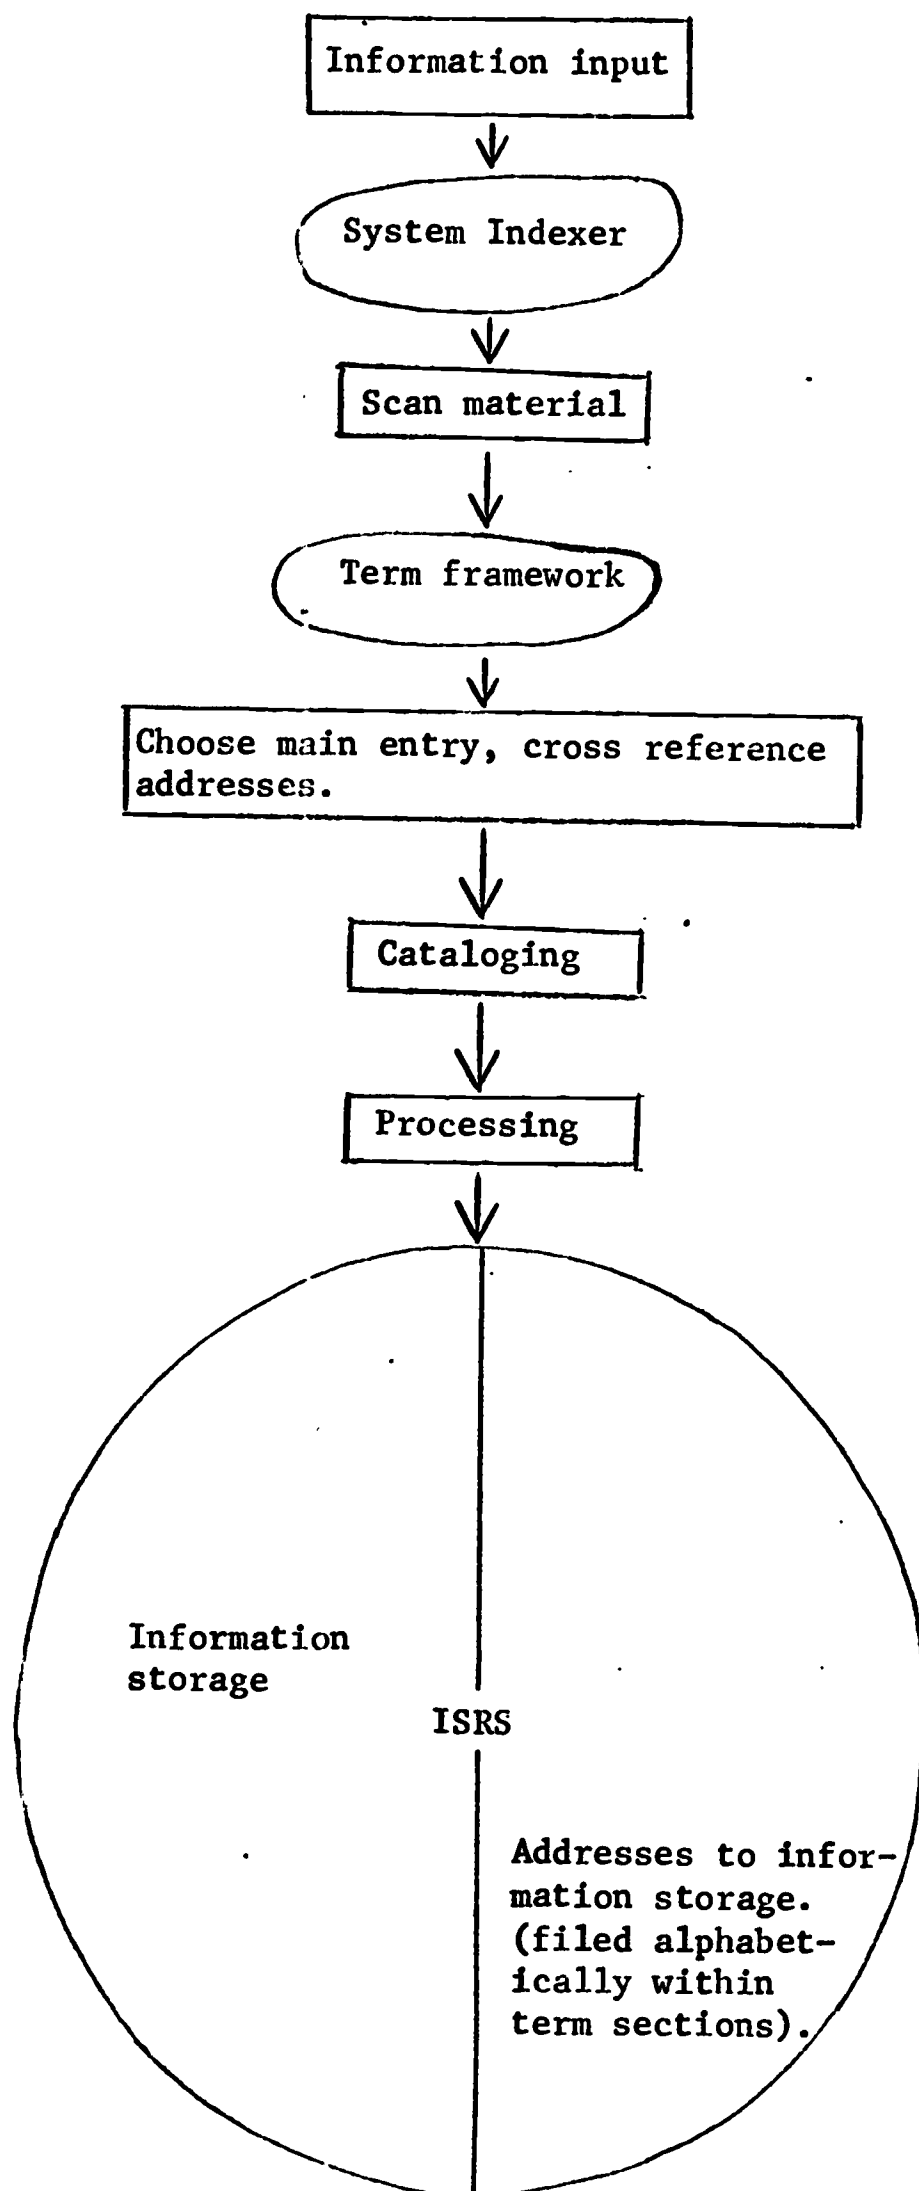 Information input
System Indexer
Scan material
Term framework
Choose main entry, cross reference
addresses.
Cataloging
Processing
Information
storage
ISRS
Addresses to infor-
mation storage.
(filed alphabet-
ically within
term sections).